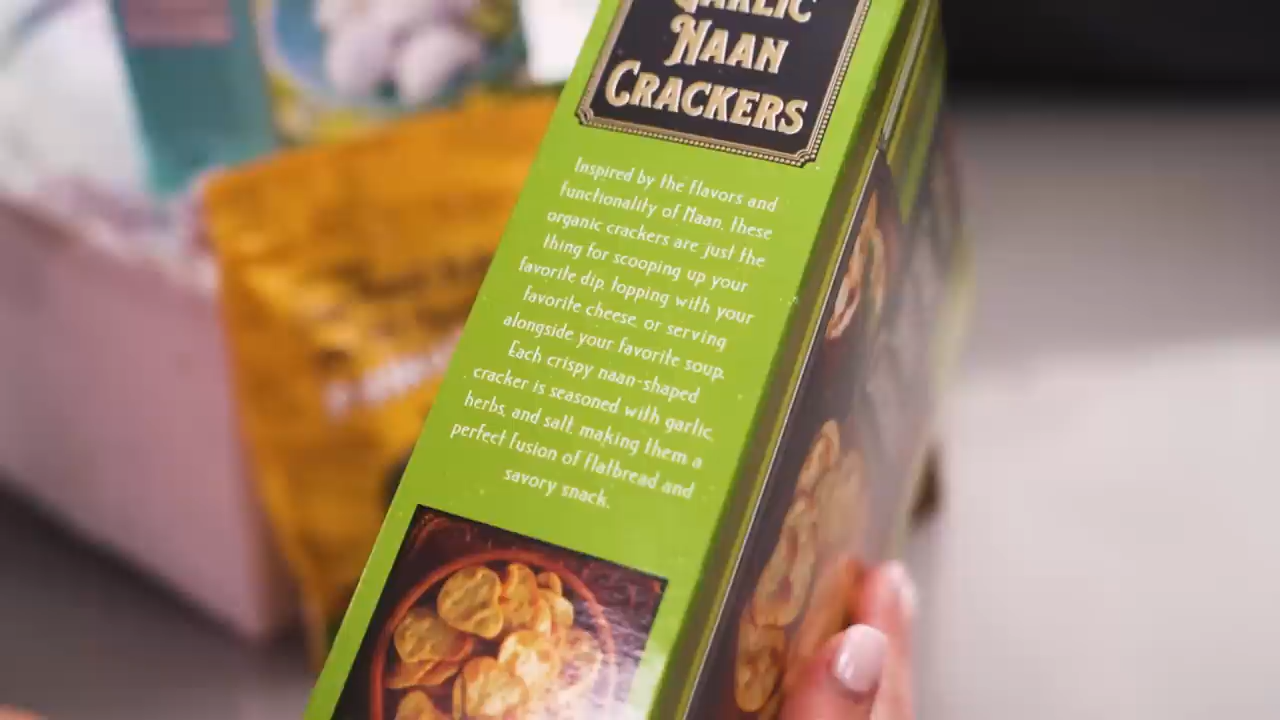 GARLIC
NAAN
CRACKERS
Inspired by the flavors and
functionality of Naan, these
organic crackers are just the
thing for scooping up your
favorite dip, topping with your
favorite cheese, or serving
alongside your favorite soup.
Each crispy naan-shaped
cracker is seasoned with garlic,
herbs, and salt, making them a
perfect fusion of flatbread and
savory snack.